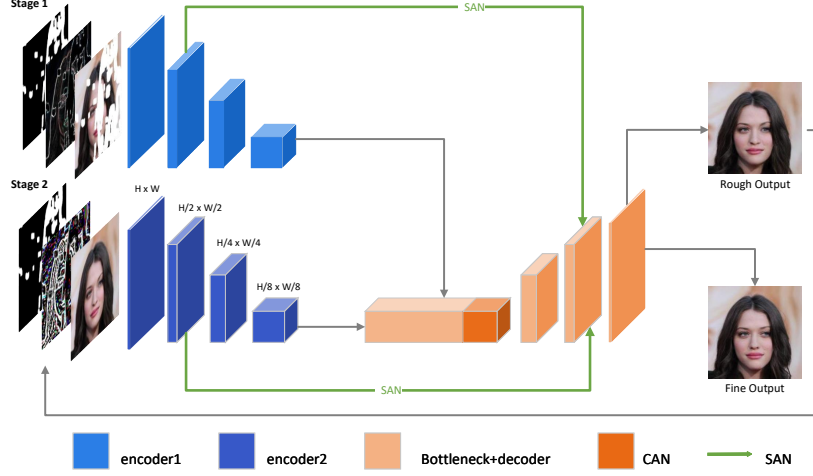 Stage 1
SAN
Stage 2
H x W
H/2 x W/2
H/4 x W/4
H/8 x W/8
Rough Output
SAN
Fine Output
encoder1
encoder2
Bottleneck+decoder
CAN
SAN